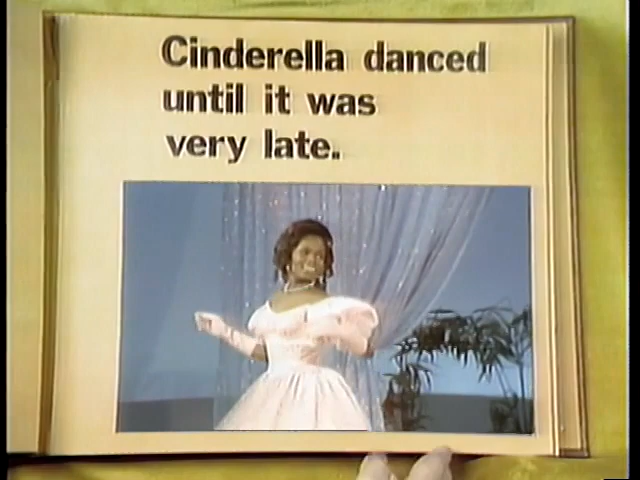 Cinderella danced
until it was
very late.